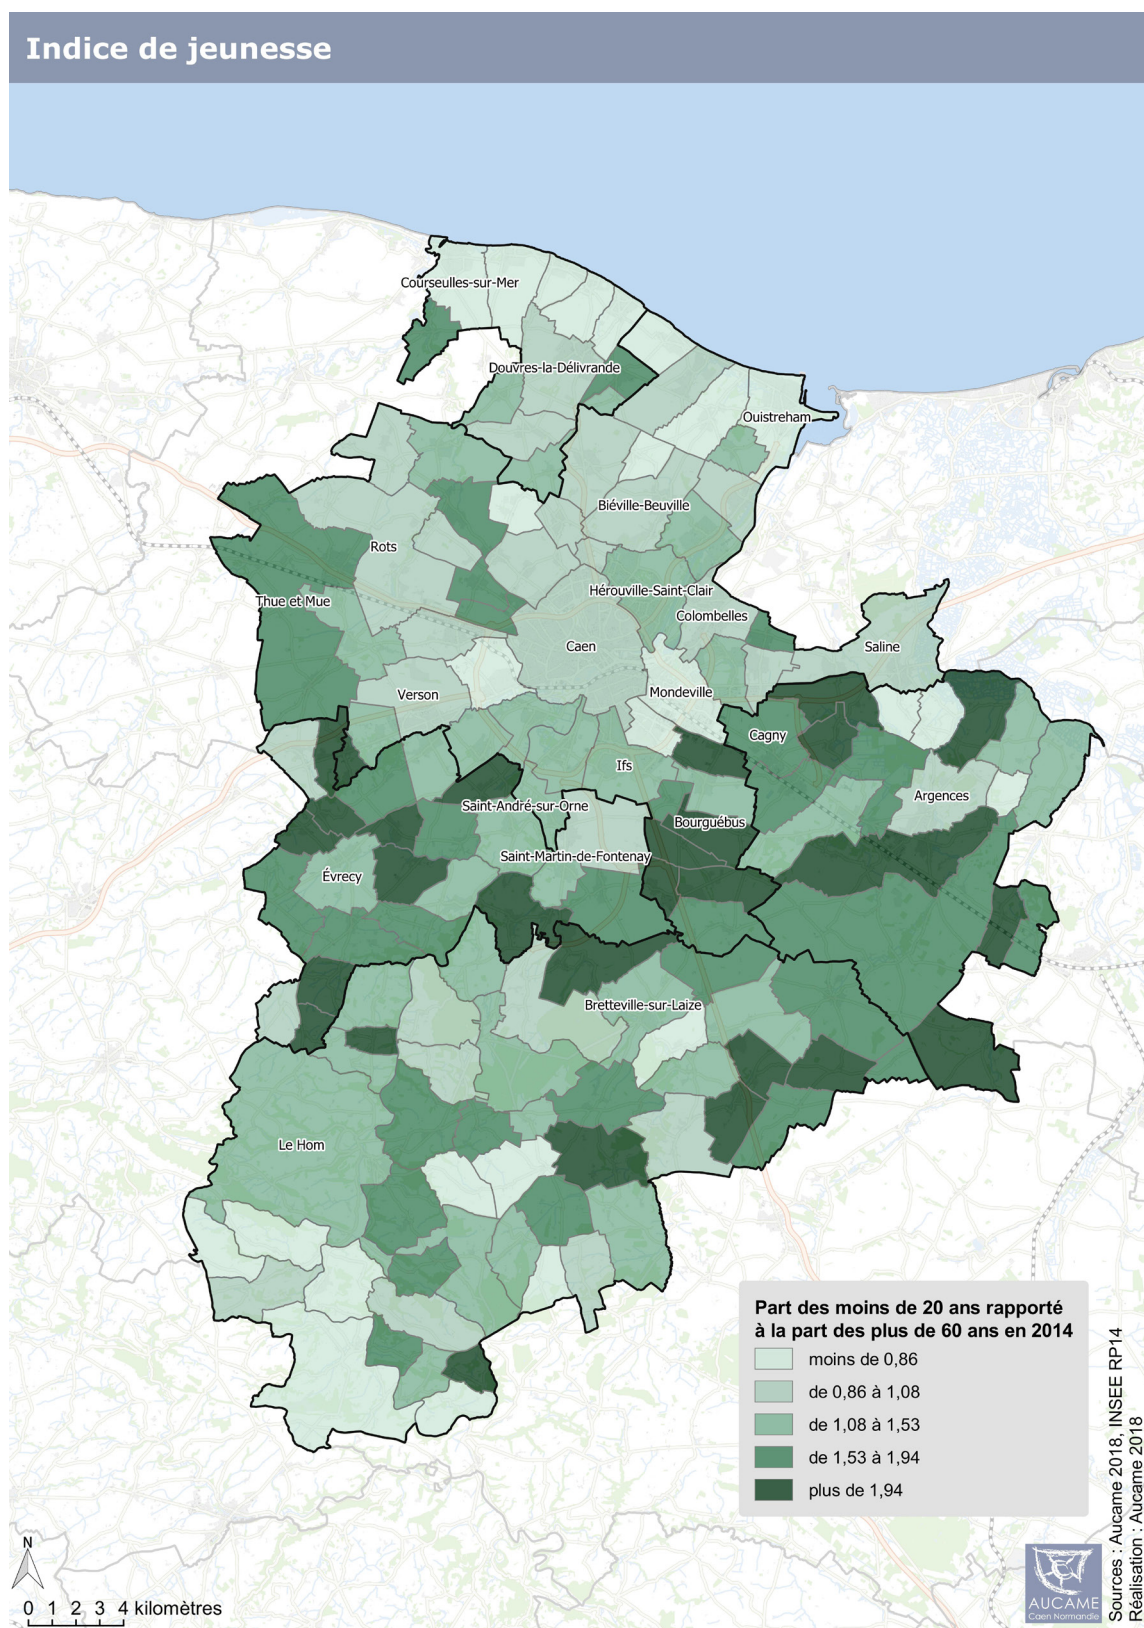 Indice de jeunesse
Courseulles-sur-Mer
Douvres-la-Délivrande
Ouistreham
Biéville-Beuville
Rots
Hérouville-Saint-Clair
Thue et Mue
Colombelles
Caen
Saline
Verson
Mondeville
Cagny
Ifs
Argences
Saint-André-sur-Orne
Bourguébus
Saint-Martin-de-Fontenay
Évrecy
Bretteville-sur-Laize
Le Hom
Part des moins de 20 ans rapporté
à la part des plus de 60 ans en 2014
moins de 0,86
de 0,86 à 1,08
de 1,08 à 1,53
de 1,53 à 1,94
plus de 1,94
N
0 1 2 3 4 kilomètres
AUCAME
Caen Normandie
Sources : Aucame 2018, INSEE RP14
Réalisation : Aucame 2018